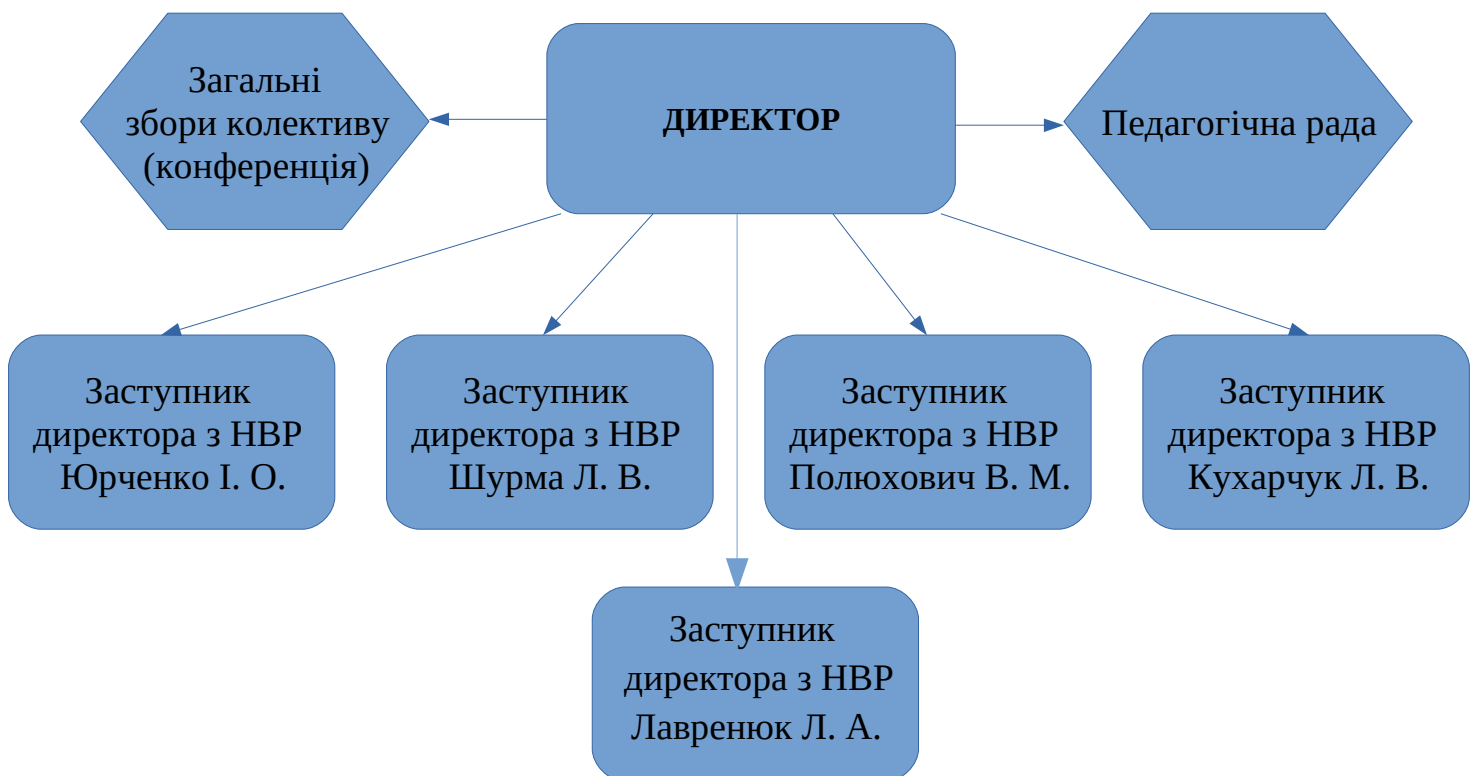 Загальні
збори колективу
(конференція)
ДИРЕКТОР
Педагогічна рада
Заступник
директора з НВР
Юрченко І. О.
Заступник
директора з НВР
Шурма Л. В.
Заступник
директора з НВР
Полюхович В. М.
Заступник
директора з НВР
Кухарчук Л. В.
Заступник
директора з НВР
Лавренюк Л. А.